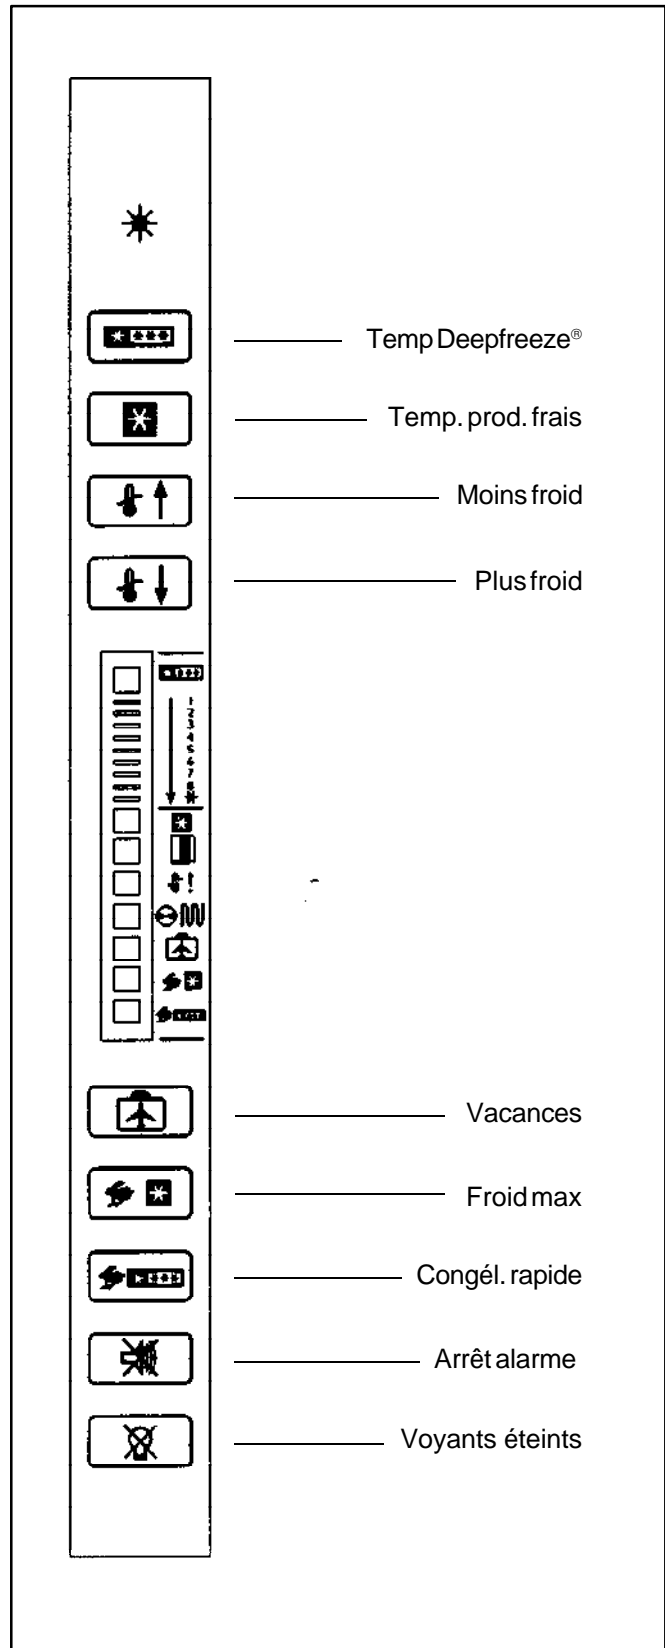 Temp Deepfreeze®
Temp. prod. frais
Moins froid
Plus froid
1
2
3
4
5
6
7
8
Vacances
Froid max
Congél. rapide
Arrêt alarme
Voyants éteints